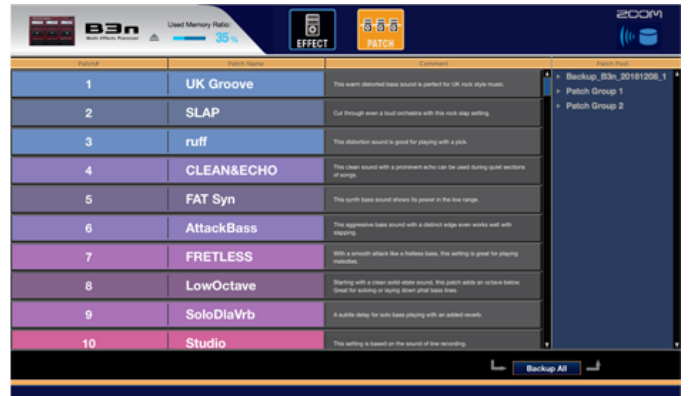 B3n
Multi Effects Processor
Used Memory Ratio:
35 %
EFFECT
PATCH
ZOOM
Patch#
Patch Name
Comment
Patch Pool
1
UK Groove
This warm distorted bass sound is perfect for UK rock style music.
2
SLAP
Cut through even a loud orchestra with this rock slap setting.
3
ruff
This distortion sound is good for playing with a pick.
4
CLEAN&ECHO
This clean sound with a prominent echo can be used during quiet sections
of songs.
5
FAT Syn
This synth bass sound shows its power in the low range.
6
AttackBass
This aggressive bass sound with a distinct edge even works well with
slapping.
7
FRETLESS
With a smooth attack like a fretless bass, this setting is great for playing
melodies.
8
LowOctave
Starting with a clean solid-state sound, this patch adds an octave below.
Great for soloing or laying down phat bass lines.
9
SoloDlaVrb
A subtle delay for solo bass playing with an added reverb.
10
Studio
This setting is based on the sound of line recording.
Backup_B3n_20161208_1
Patch Group 1
Patch Group 2
Backup All